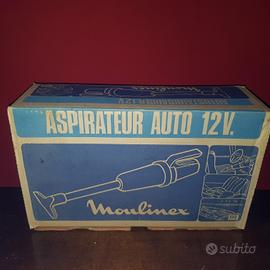 ASPIRATEUR AUTO 12V.
Moulinex
subito